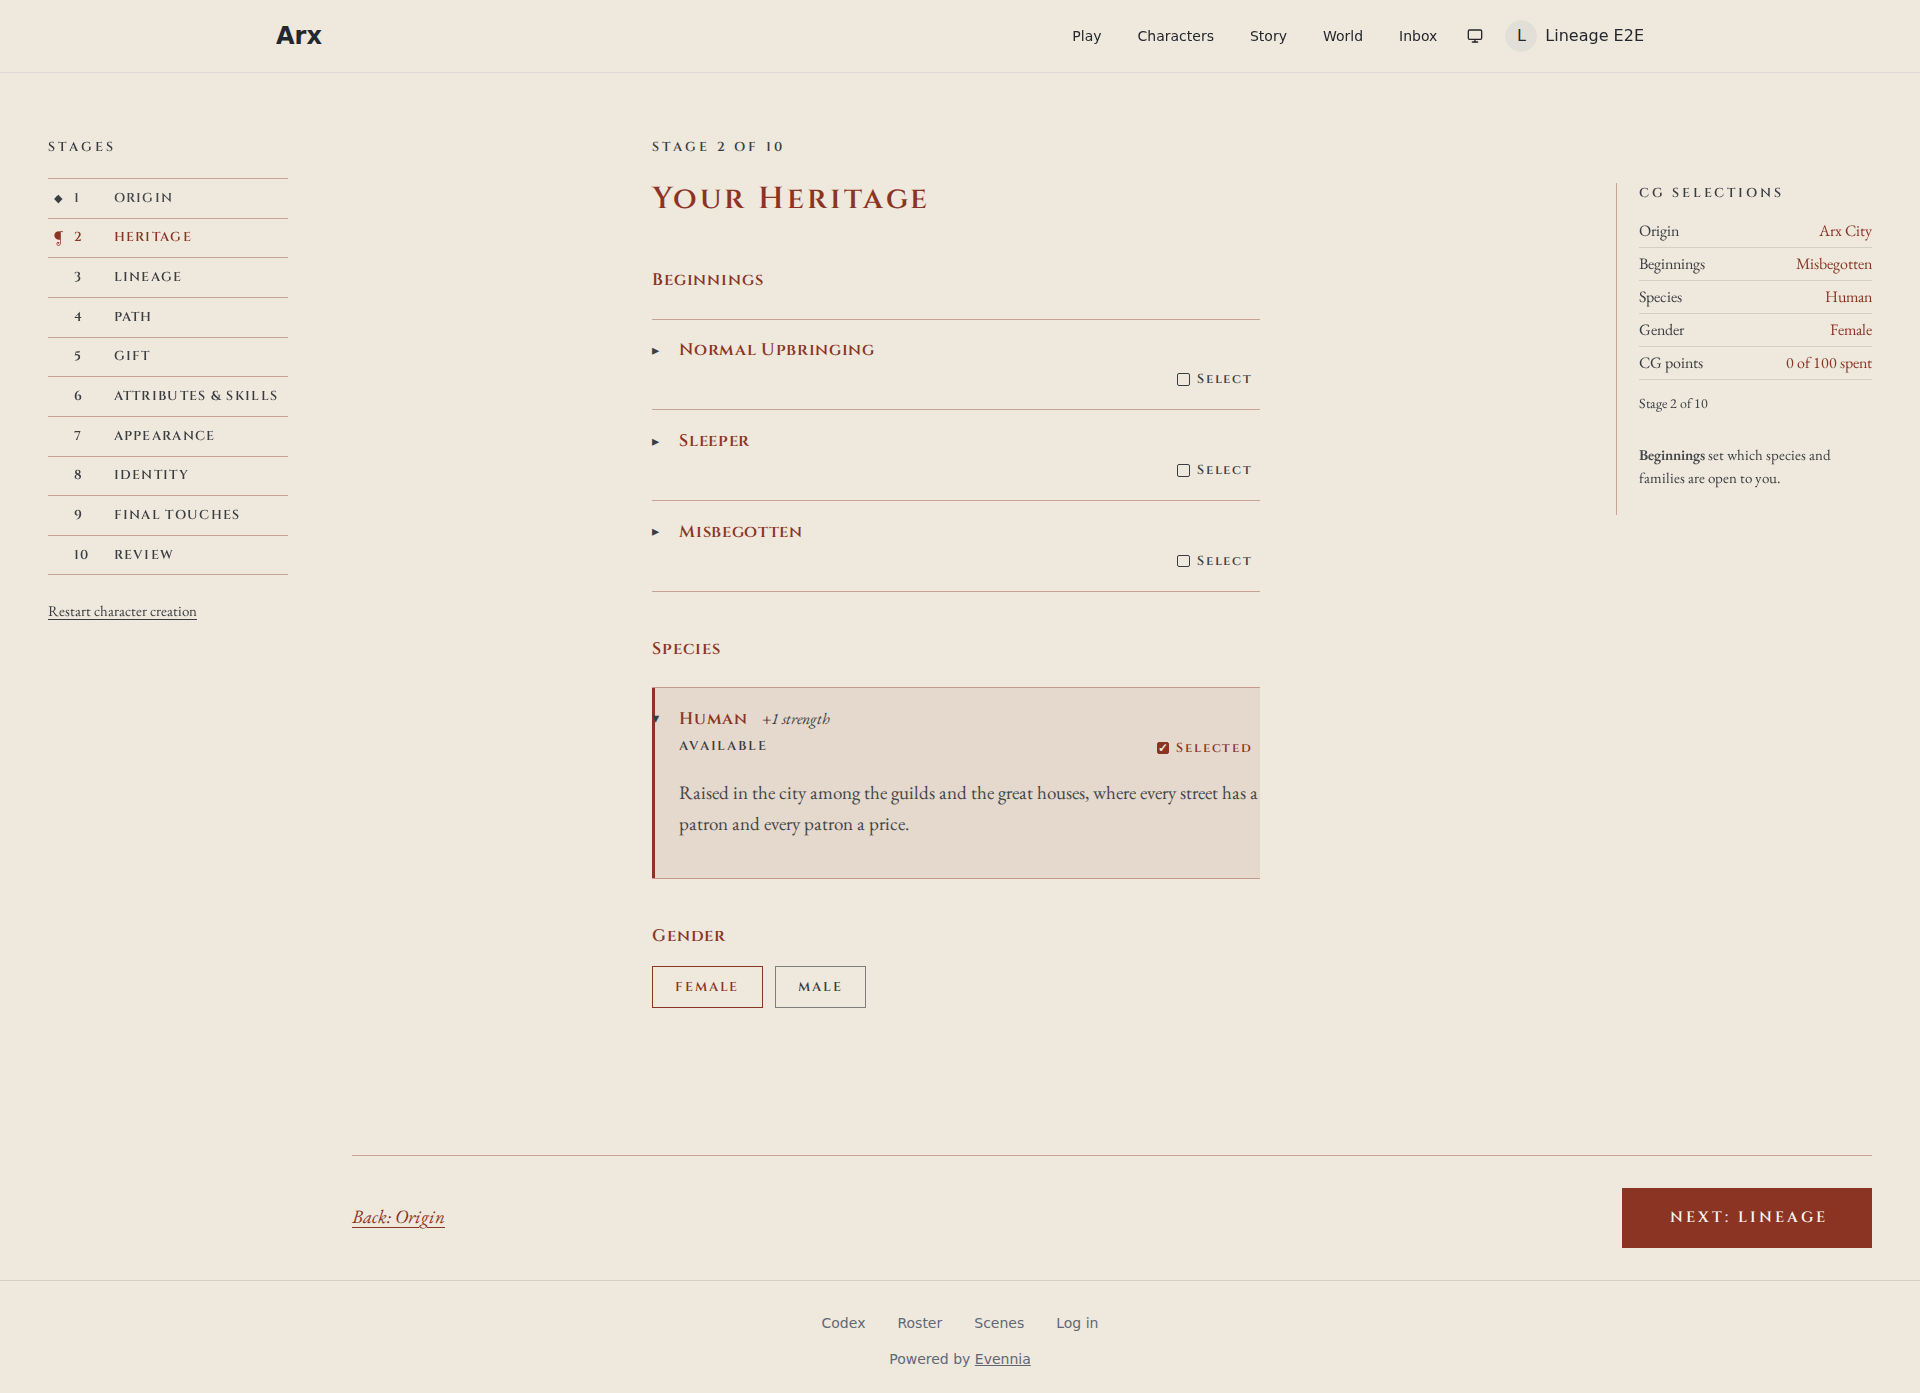 Arx
Play
Characters
Story
World
Inbox
L
Lineage E2E
STAGES
◆ 1 ORIGIN
¶ 2 HERITAGE
3 LINEAGE
4 PATH
5 GIFT
6 ATTRIBUTES & SKILLS
7 APPEARANCE
8 IDENTITY
9 FINAL TOUCHES
10 REVIEW
Restart character creation
STAGE 2 OF 10
Your Heritage
Beginnings
▸ Normal Upbringing
Select
▸ Sleeper
Select
▸ Misbegotten
Select
Species
▾ Human +1 strength
AVAILABLE
Selected
Raised in the city among the guilds and the great houses, where every street has a
patron and every patron a price.
Gender
FEMALE
MALE
CG SELECTIONS
Origin Arx City
Beginnings Misbegotten
Species Human
Gender Female
CG points 0 of 100 spent
Stage 2 of 10
Beginnings set which species and
families are open to you.
Back: Origin
NEXT: LINEAGE
Codex
Roster
Scenes
Log in
Powered by Evennia